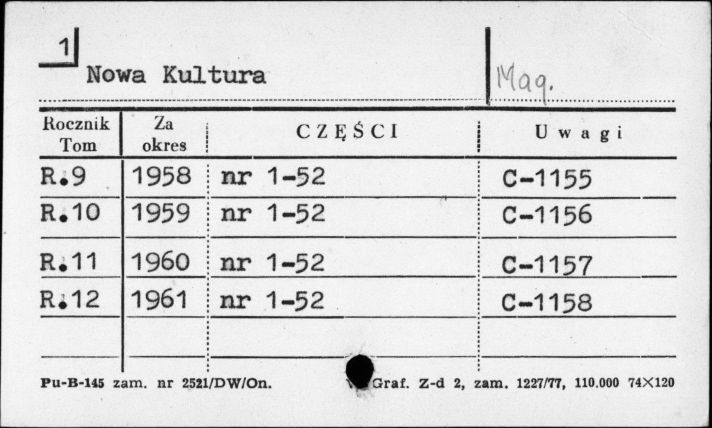 1
Nowa Kultura
Mag.
Rocznik Tom Za okres CZĘŚCI Uwagi
R.9 1958 nr 1-52 C-1155
R.10 1959 nr 1-52 C-1156
R.11 1960 nr 1-52 C-1157
R.12 1961 nr 1-52 C-1158
Pu-B-145 zam. nr 2521/DW/On. Graf. Z-d 2, zam. 1227/77, 110.000 74×120